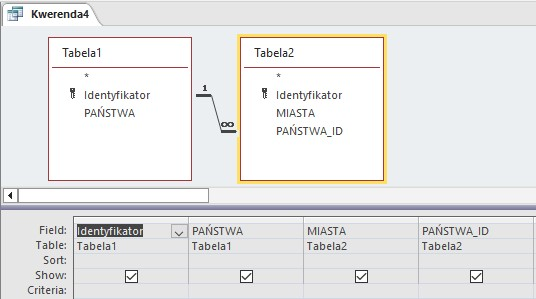 Kwerenda4
Tabela1
*
Identyfikator
PAŃSTWA
1
∞
Tabela2
*
Identyfikator
MIASTA
PAŃSTWA_ID
Field: Identyfikator PAŃSTWA MIASTA PAŃSTWA_ID
Table: Tabela1 Tabela1 Tabela2 Tabela2
Sort:
Show:
Criteria: